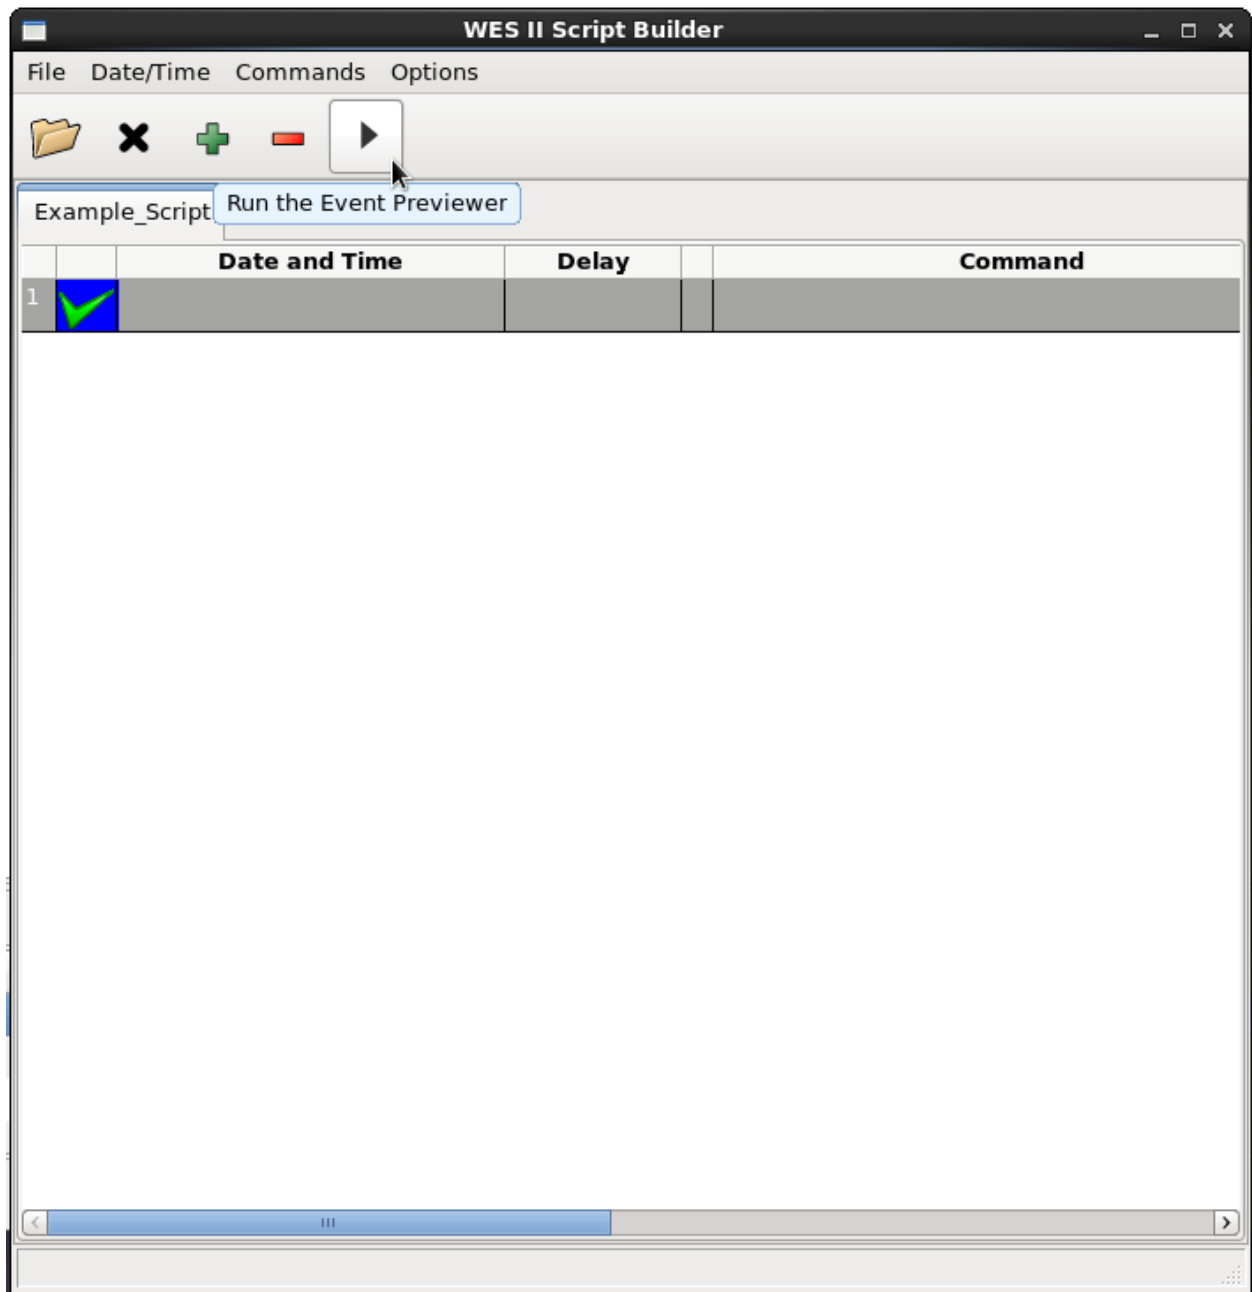 WES II Script Builder
File Date/Time Commands Options
Run the Event Previewer
Example_Script
Date and Time Delay Command
1